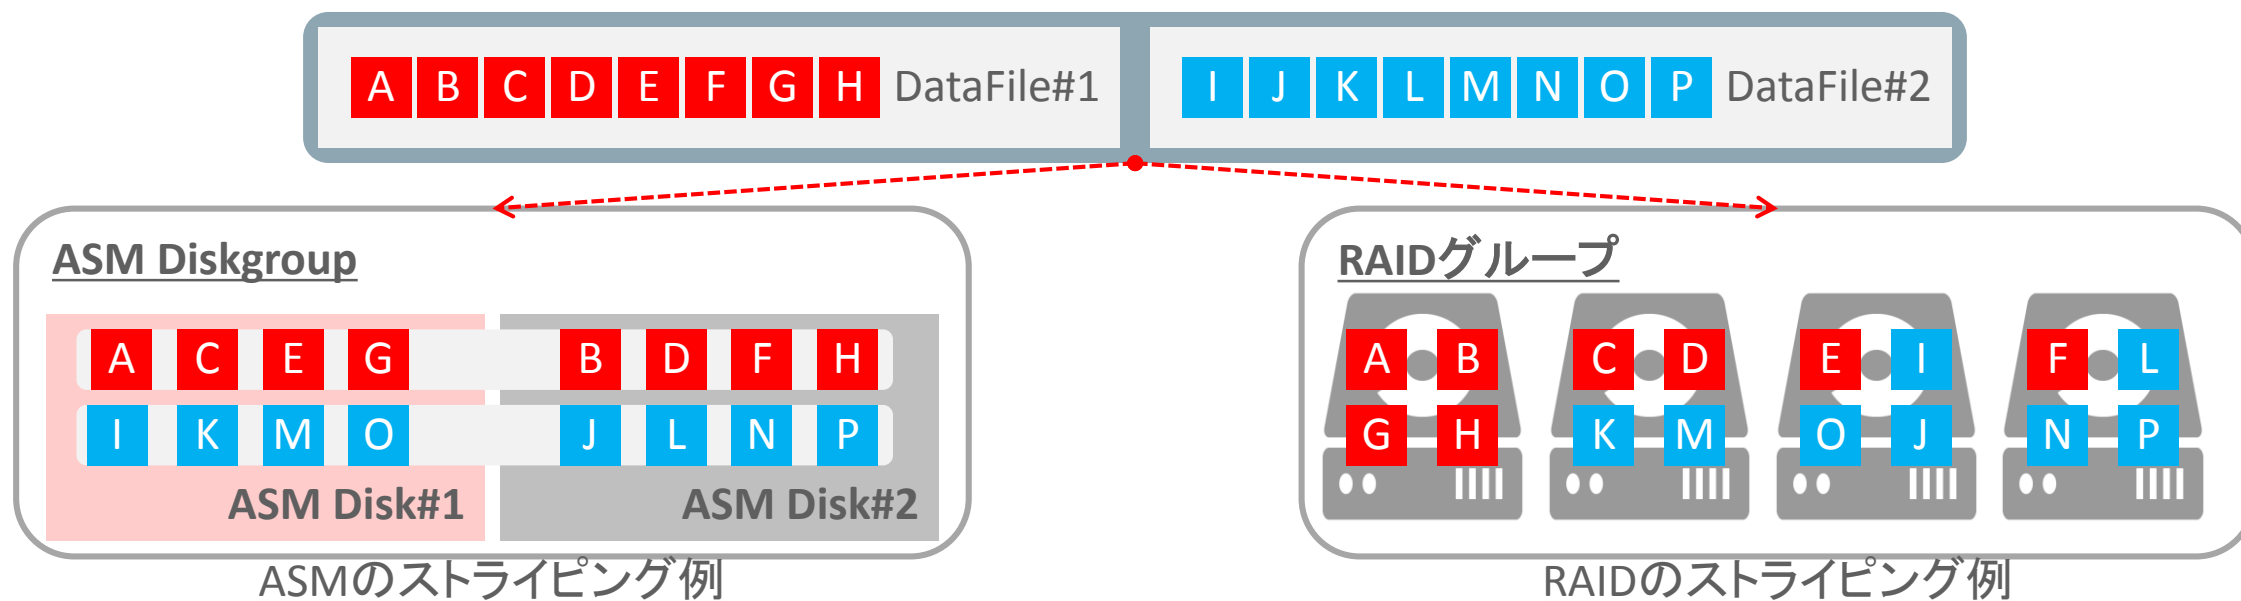 A B C D E F G H DataFile#1
I J K L M N O P DataFile#2
ASM Diskgroup
A C E G B D F H
I K M O J L N P
ASM Disk#1 ASM Disk#2
ASMのストライピング例
RAIDグループ
A B C D E I F L
G H K M O J N P
RAIDのストライピング例